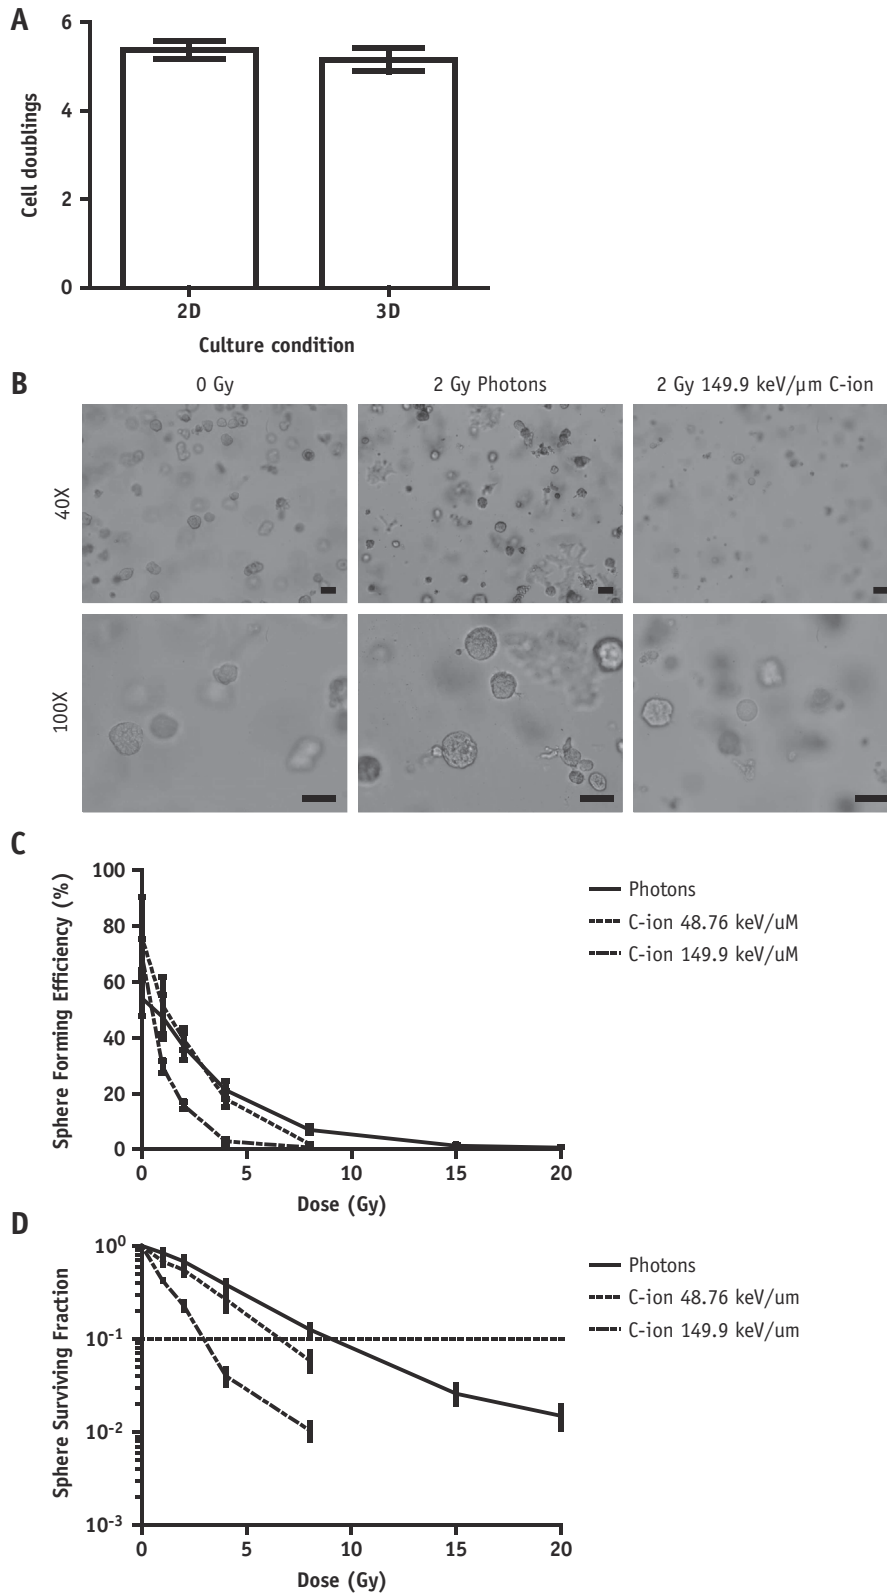 A
6
4
2
0
Cell doublings
2D 3D
Culture condition
B
0 Gy 2 Gy Photons 2 Gy 149.9 keV/µm C-ion
40X
100X
C
100
80
60
40
20
0
Sphere Forming Efficiency (%)
0 5 10 15 20
Dose (Gy)
Photons
C-ion 48.76 keV/uM
C-ion 149.9 keV/uM
D
10⁰
10⁻¹
10⁻²
10⁻³
Sphere Surviving Fraction
0 5 10 15 20
Dose (Gy)
Photons
C-ion 48.76 keV/um
C-ion 149.9 keV/um